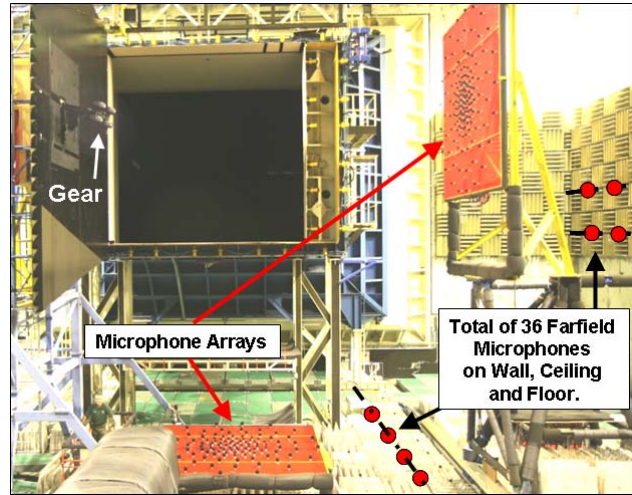 Gear
Microphone Arrays
Total of 36 Farfield
Microphones
on Wall, Ceiling
and Floor.